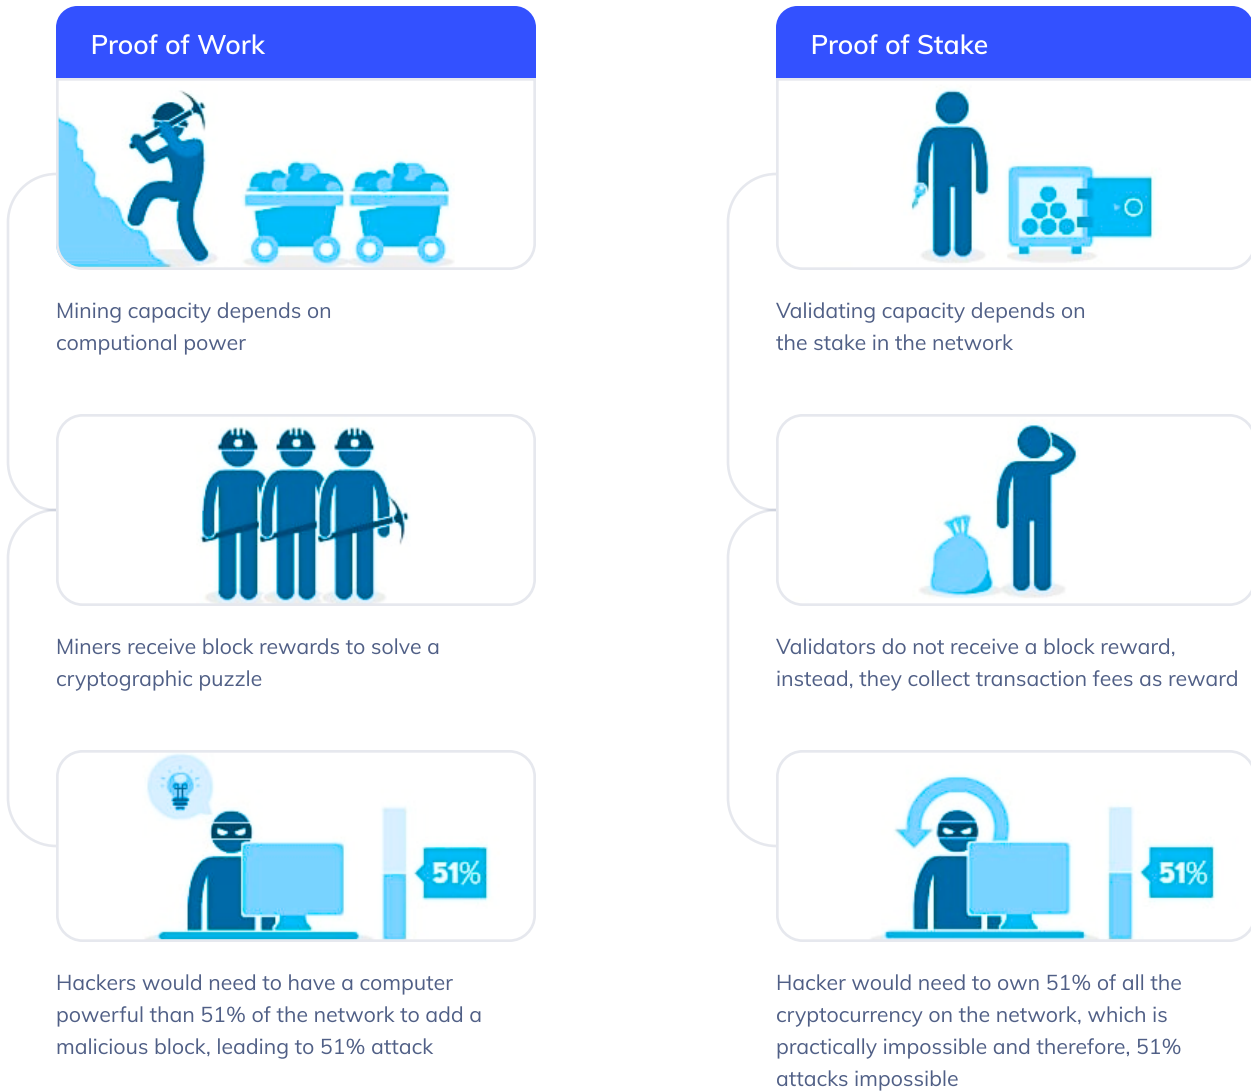 Proof of Work
Mining capacity depends on
computional power
Miners receive block rewards to solve a
cryptographic puzzle
51%
Hackers would need to have a computer
powerful than 51% of the network to add a
malicious block, leading to 51% attack
Proof of Stake
Validating capacity depends on
the stake in the network
Validators do not receive a block reward,
instead, they collect transaction fees as reward
51%
Hacker would need to own 51% of all the
cryptocurrency on the network, which is
practically impossible and therefore, 51%
attacks impossible